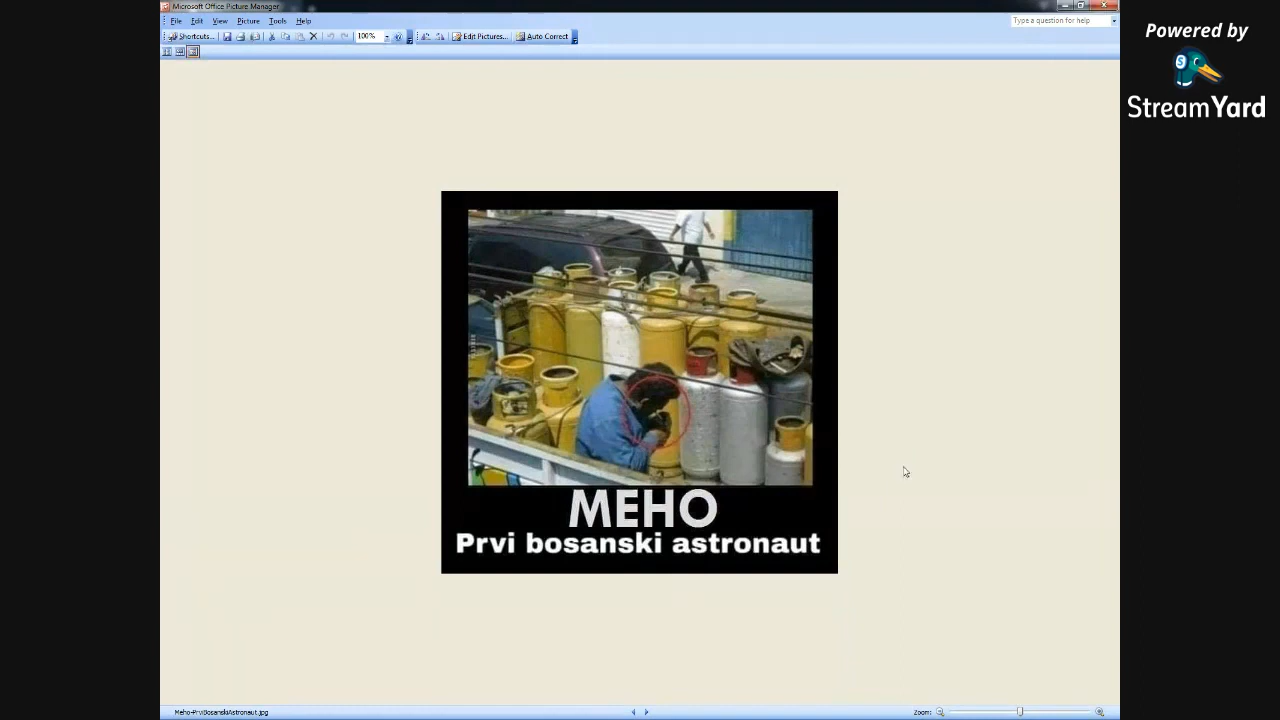 Microsoft Office Picture Manager
File Edit View Picture Tools Help
Type a question for help
Shortcuts...
100%
Edit Pictures...
Auto Correct
Powered by
StreamYard
MEHO
Prvi bosanski astronaut
Meho-PrviBosanskiAstronaut.jpg
Zoom: